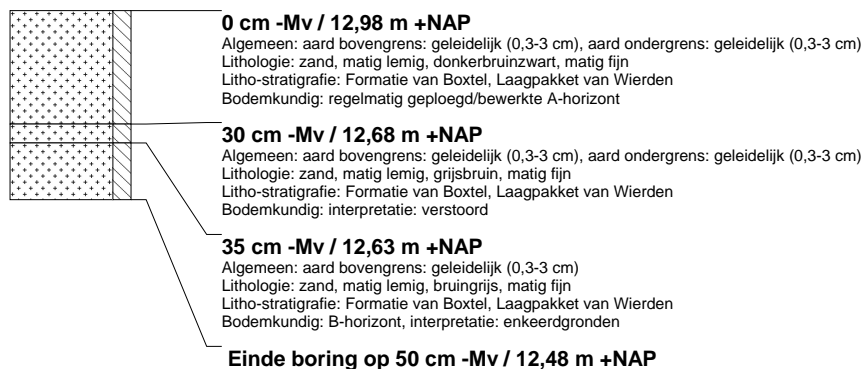 0 cm -Mv / 12,98 m +NAP
Algemeen: aard bovengrens: geleidelijk (0,3-3 cm), aard ondergrens: geleidelijk (0,3-3 cm)
Lithologie: zand, matig lemig, donkerbruinzwart, matig fijn
Litho-stratigrafie: Formatie van Boxtel, Laagpakket van Wierden
Bodemkundig: regelmatig geploegd/bewerkte A-horizont
30 cm -Mv / 12,68 m +NAP
Algemeen: aard bovengrens: geleidelijk (0,3-3 cm), aard ondergrens: geleidelijk (0,3-3 cm)
Lithologie: zand, matig lemig, grijsbruin, matig fijn
Litho-stratigrafie: Formatie van Boxtel, Laagpakket van Wierden
Bodemkundig: interpretatie: verstoord
35 cm -Mv / 12,63 m +NAP
Algemeen: aard bovengrens: geleidelijk (0,3-3 cm)
Lithologie: zand, matig lemig, bruingrijs, matig fijn
Litho-stratigrafie: Formatie van Boxtel, Laagpakket van Wierden
Bodemkundig: B-horizont, interpretatie: enkeerdgronden
Einde boring op 50 cm -Mv / 12,48 m +NAP